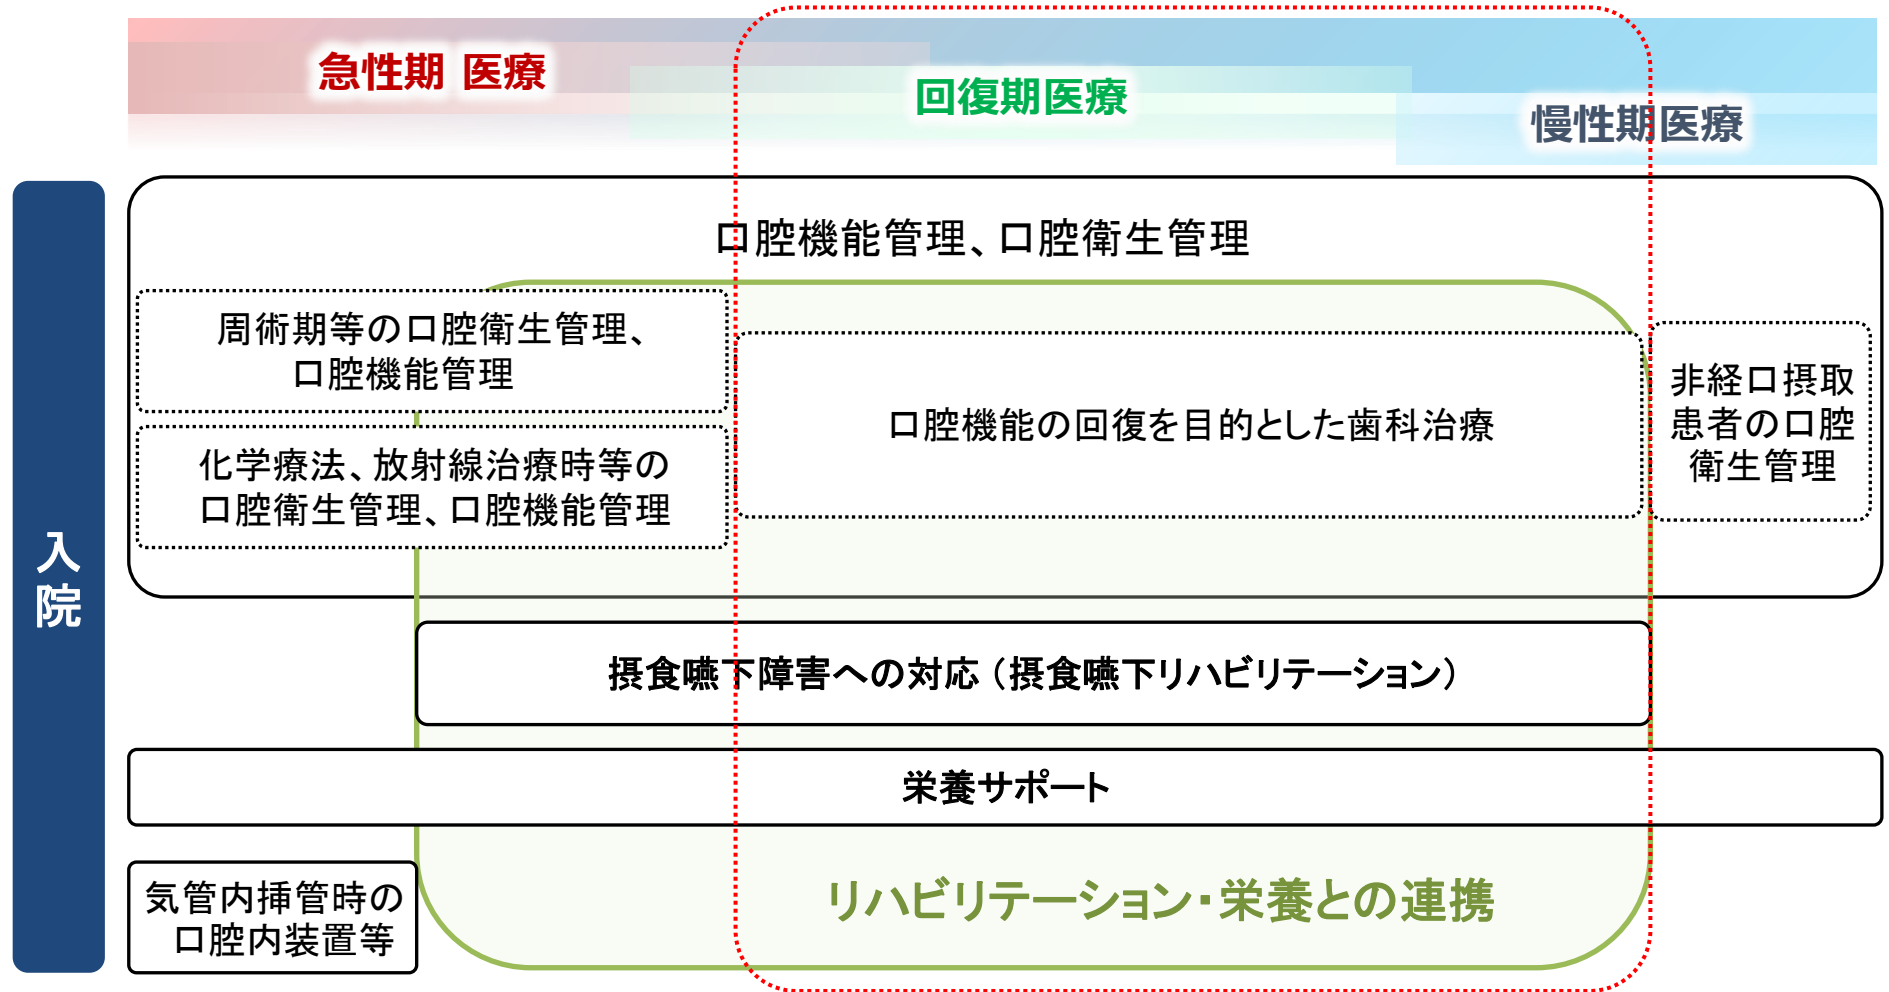 急性期 医療
回復期医療
慢性期医療
入
院
口腔機能管理、口腔衛生管理
周術期等の口腔衛生管理、
口腔機能管理
化学療法、放射線治療時等の
口腔衛生管理、口腔機能管理
口腔機能の回復を目的とした歯科治療
非経口摂取
患者の口腔
衛生管理
摂食嚥下障害への対応（摂食嚥下リハビリテーション）
栄養サポート
気管内挿管時の
口腔内装置等
リハビリテーション・栄養との連携